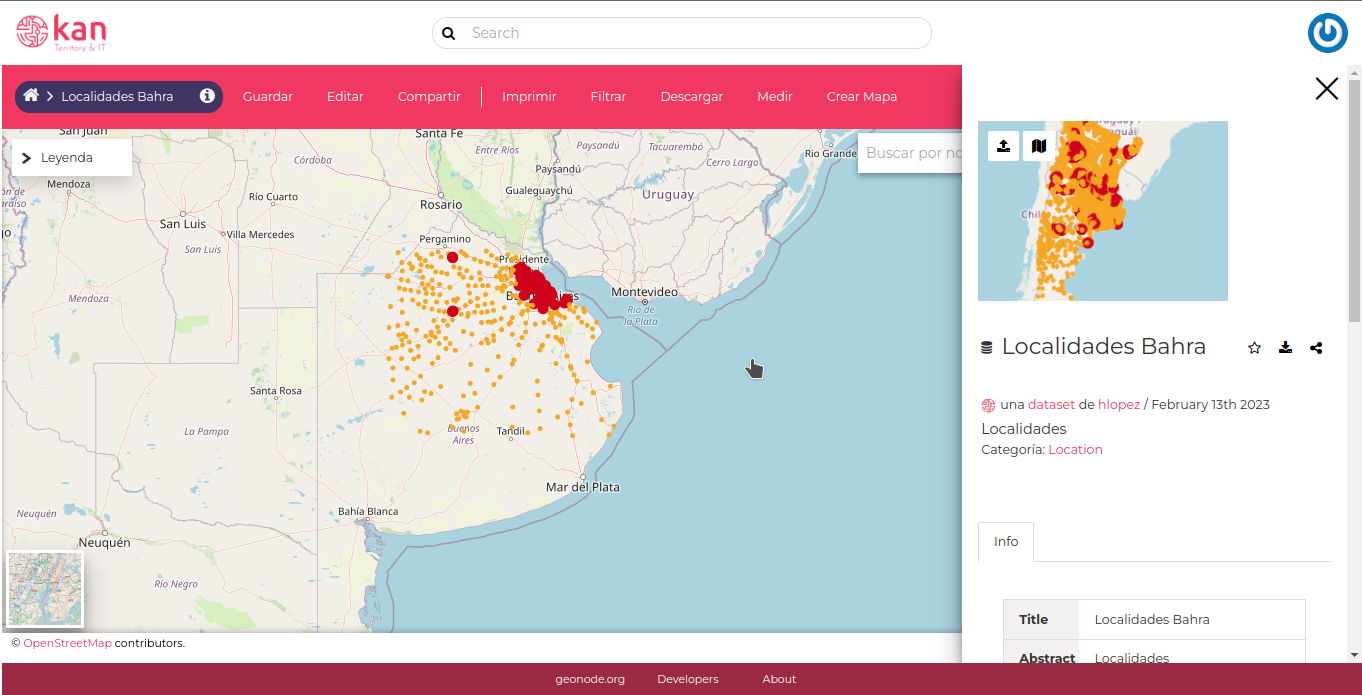 kan
Territory & IT
Search
Localidades Bahra
Guardar
Editar
Compartir
Imprimir
Filtrar
Descargar
Medir
Crear Mapa
San Juan
Leyenda
Mendoza
San Luis
San Luis
Villa Mercedes
Río Cuarto
Córdoba
Santa Fe
Entre Ríos
Paysandú
Tacuarembó
Cerro Largo
Rio Grande
Buscar por no
Paysandú
Gualeguaychú
Uruguay
Rosario
Pergamino
Presidente
Montevideo
Río de
la Plata
Mendoza
Santa Rosa
La Pampa
Buenos
Aires
Tandil
Mar del Plata
Bahía Blanca
Neuquén
Neuquén
Río Negro
© OpenStreetMap contributors.
Localidades Bahra
una dataset de hlopez / February 13th 2023
Localidades
Categoría: Location
Info
Title Localidades Bahra
Abstract Localidades
geonode.org
Developers
About